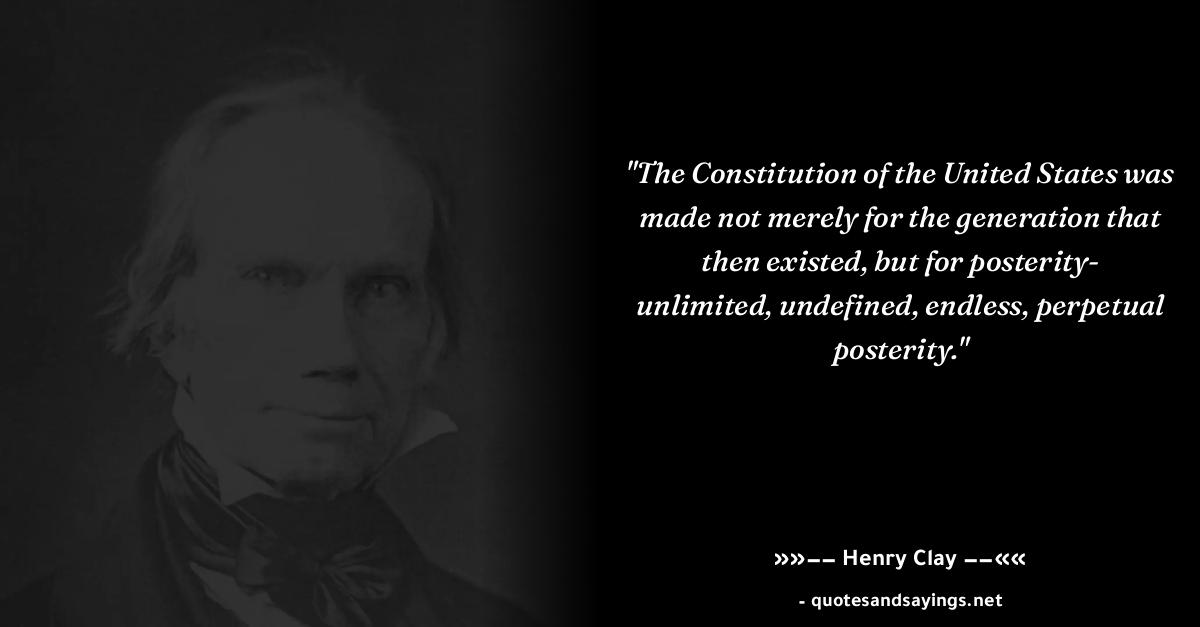 "The Constitution of the United States was
made not merely for the generation that
then existed, but for posterity-
unlimited, undefined, endless, perpetual
posterity."
»»−− Henry Clay −−««
- quotesandsayings.net